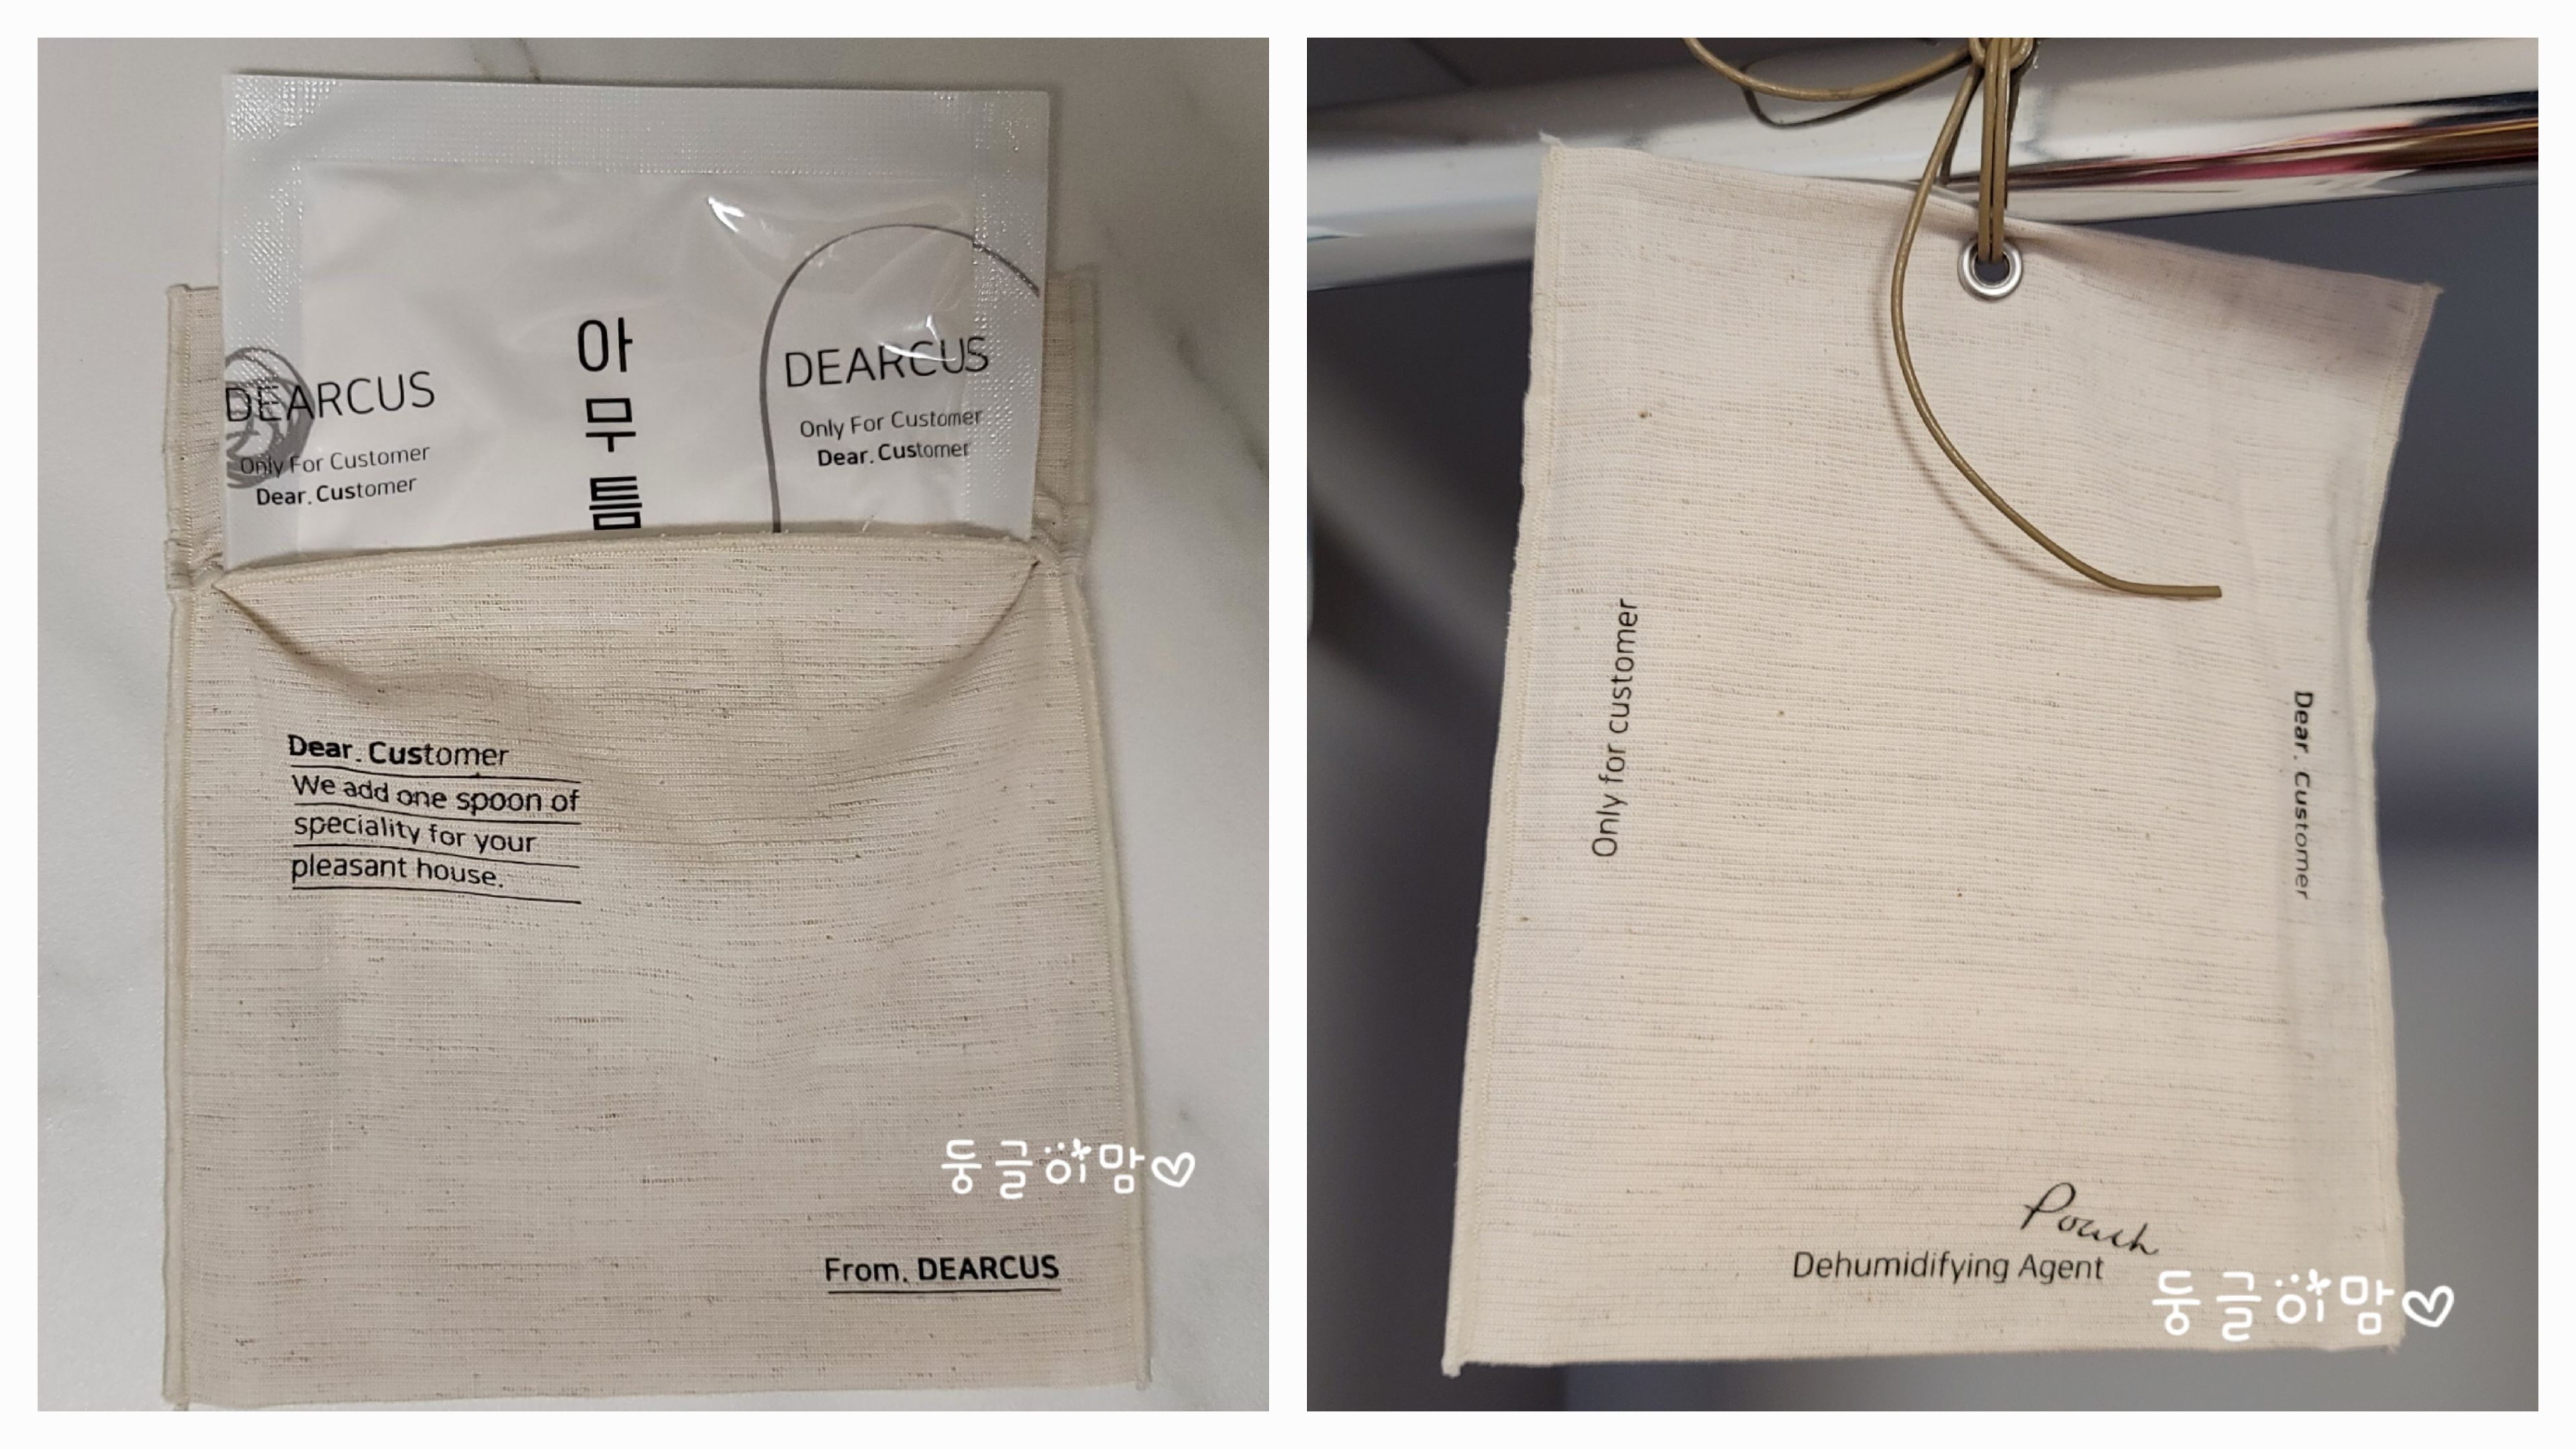 DEARCUS
Only For Customer
Dear. Customer
아
무
틈
DEARCUS
Only For Customer
Dear. Customer
Dear. Customer
We add one spoon of
speciality for your
pleasant house.
둥글이맘
From. DEARCUS
Only for customer
Dear. Customer
Pouch
Dehumidifying Agent
둥글이맘